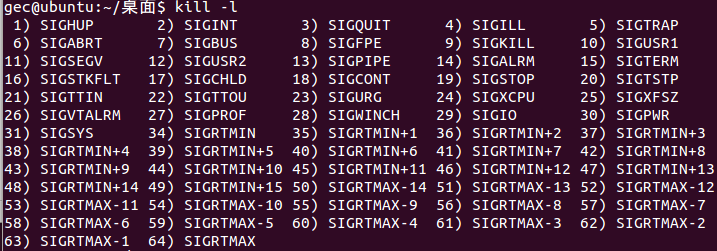 gec@ubuntu:~/桌面$ kill -l
 1) SIGHUP       2) SIGINT       3) SIGQUIT      4) SIGILL       5) SIGTRAP
 6) SIGABRT      7) SIGBUS       8) SIGFPE       9) SIGKILL     10) SIGUSR1
11) SIGSEGV     12) SIGUSR2     13) SIGPIPE     14) SIGALRM     15) SIGTERM
16) SIGSTKFLT   17) SIGCHLD     18) SIGCONT     19) SIGSTOP     20) SIGTSTP
21) SIGTTIN     22) SIGTTOU     23) SIGURG      24) SIGXCPU     25) SIGXFSZ
26) SIGVTALRM   27) SIGPROF     28) SIGWINCH    29) SIGIO       30) SIGPWR
31) SIGSYS      34) SIGRTMIN    35) SIGRTMIN+1  36) SIGRTMIN+2  37) SIGRTMIN+3
38) SIGRTMIN+4  39) SIGRTMIN+5  40) SIGRTMIN+6  41) SIGRTMIN+7  42) SIGRTMIN+8
43) SIGRTMIN+9  44) SIGRTMIN+10 45) SIGRTMIN+11 46) SIGRTMIN+12 47) SIGRTMIN+13
48) SIGRTMIN+14 49) SIGRTMIN+15 50) SIGRTMAX-14 51) SIGRTMAX-13 52) SIGRTMAX-12
53) SIGRTMAX-11 54) SIGRTMAX-10 55) SIGRTMAX-9  56) SIGRTMAX-8  57) SIGRTMAX-7
58) SIGRTMAX-6  59) SIGRTMAX-5  60) SIGRTMAX-4  61) SIGRTMAX-3  62) SIGRTMAX-2
63) SIGRTMAX-1  64) SIGRTMAX